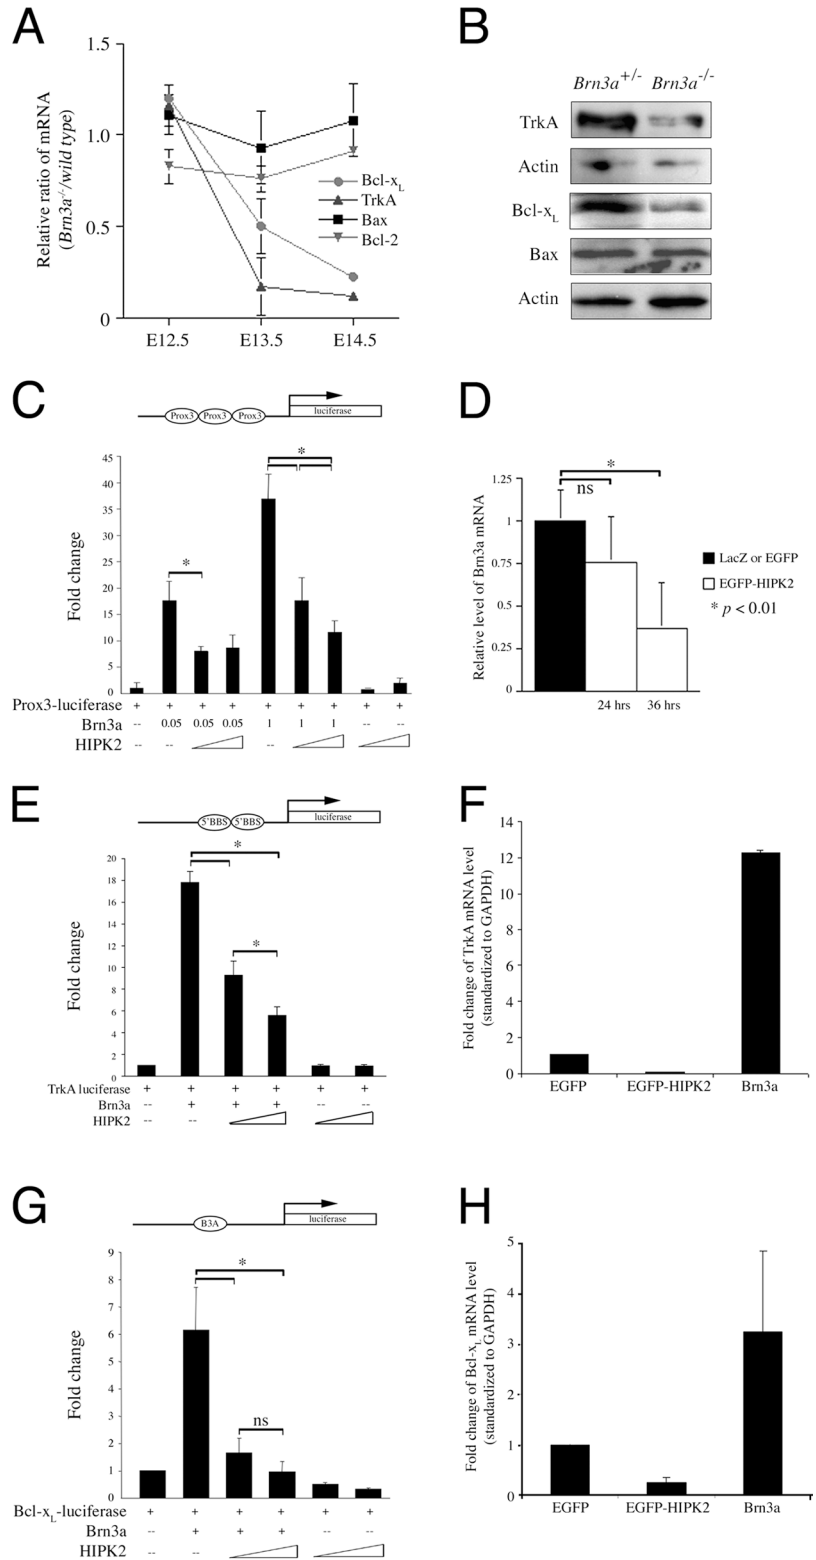 A
1.5
1.0
0.5
0
Relative ratio of mRNA
(Brn3a-/-/wild type)
Bcl-xL
TrkA
Bax
Bcl-2
E12.5 E13.5 E14.5
B
Brn3a+/- Brn3a-/-
TrkA
Actin
Bcl-xL
Bax
Actin
C
Prox3 Prox3 Prox3 luciferase
45
40
35
30
25
20
15
10
5
0
Fold change
* *
Prox3-luciferase + + + + + + + + +
Brn3a -- 0.05 0.05 0.05 1 1 1 -- --
HIPK2 -- -- --
D
1.25
1
0.75
0.5
0.25
0
Relative level of Brn3a mRNA
*
ns
24 hrs 36 hrs
LacZ or EGFP
EGFP-HIPK2
* p < 0.01
E
5'BBS 5'BBS luciferase
20
18
16
14
12
10
8
6
4
2
0
Fold change
*
*
TrkA luciferase + + + + + +
Brn3a -- + + + -- --
HIPK2 -- --
F
14
12
10
8
6
4
2
0
Fold change of TrkA mRNA level
(standardized to GAPDH)
EGFP EGFP-HIPK2 Brn3a
G
B3A luciferase
9
8
7
6
5
4
3
2
1
0
Fold change
*
ns
Bcl-xL-luciferase + + + + + +
Brn3a -- + + + -- --
HIPK2 -- --
H
5
4
3
2
1
0
Fold change of Bcl-xL mRNA level
(standardized to GAPDH)
EGFP EGFP-HIPK2 Brn3a